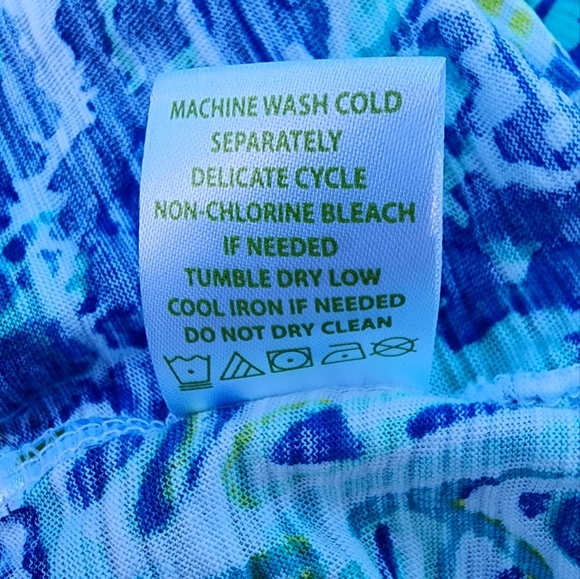 MACHINE WASH COLD
SEPARATELY
DELICATE CYCLE
NON-CHLORINE BLEACH
IF NEEDED
TUMBLE DRY LOW
COOL IRON IF NEEDED
DO NOT DRY CLEAN